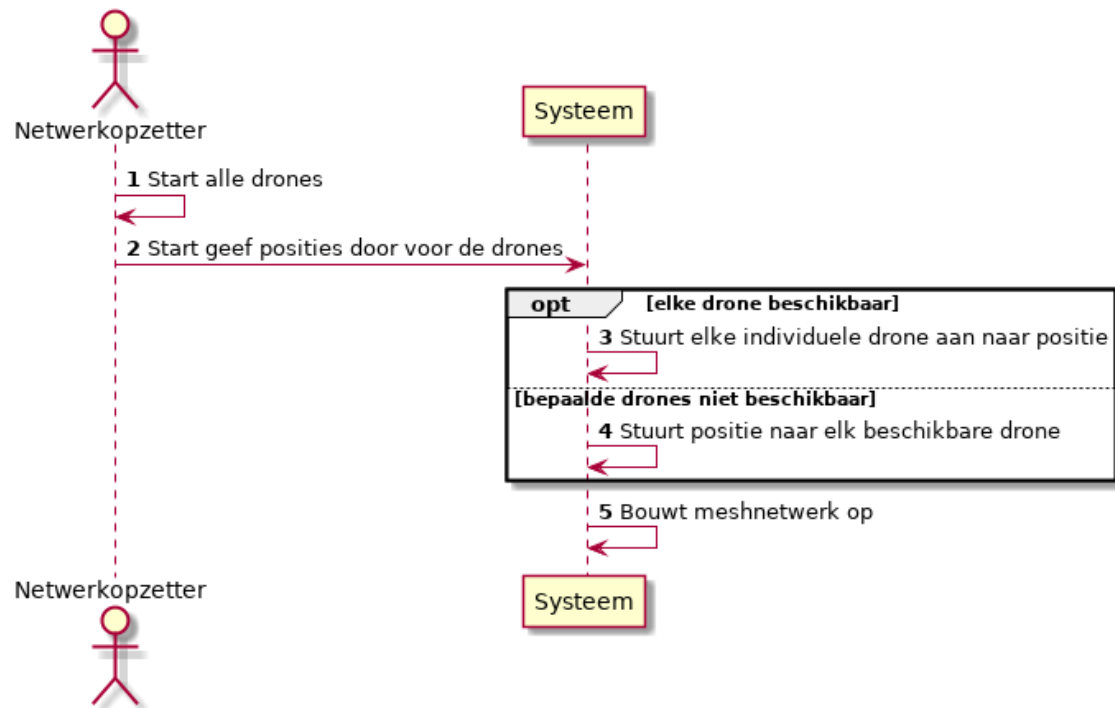 Netwerkopzetter
Systeem
1 Start alle drones
2 Start geef posities door voor de drones
opt [elke drone beschikbaar]
3 Stuurt elke individuele drone aan naar positie
[bepaalde drones niet beschikbaar]
4 Stuurt positie naar elk beschikbare drone
5 Bouwt meshnetwerk op
Netwerkopzetter
Systeem